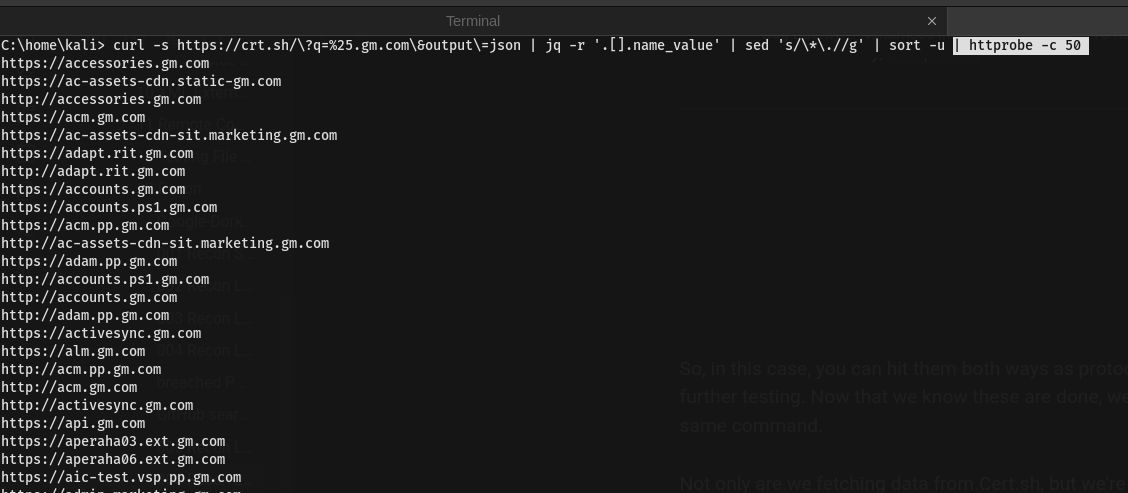 Terminal ×
C:\home\kali> curl -s https://crt.sh/\?q=%25.gm.com\&output\=json | jq -r '.[].name_value' | sed 's/\*\.//g' | sort -u | httprobe -c 50
https://accessories.gm.com
https://ac-assets-cdn.static-gm.com
http://accessories.gm.com
https://acm.gm.com
https://ac-assets-cdn-sit.marketing.gm.com
https://adapt.rit.gm.com
http://adapt.rit.gm.com
https://accounts.gm.com
https://accounts.ps1.gm.com
https://acm.pp.gm.com
http://ac-assets-cdn-sit.marketing.gm.com
https://adam.pp.gm.com
http://accounts.ps1.gm.com
http://accounts.gm.com
http://adam.pp.gm.com
https://activesync.gm.com
https://alm.gm.com
http://acm.pp.gm.com
http://acm.gm.com
http://activesync.gm.com
https://api.gm.com
https://aperaha03.ext.gm.com
https://aperaha06.ext.gm.com
https://aic-test.vsp.pp.gm.com
https://admin.marketing.gm.com
So, in this case, you can hit them both ways as
further testing. Now that we know these are done,
same command.
Not only are we fetching data from Cert.sh, but we're